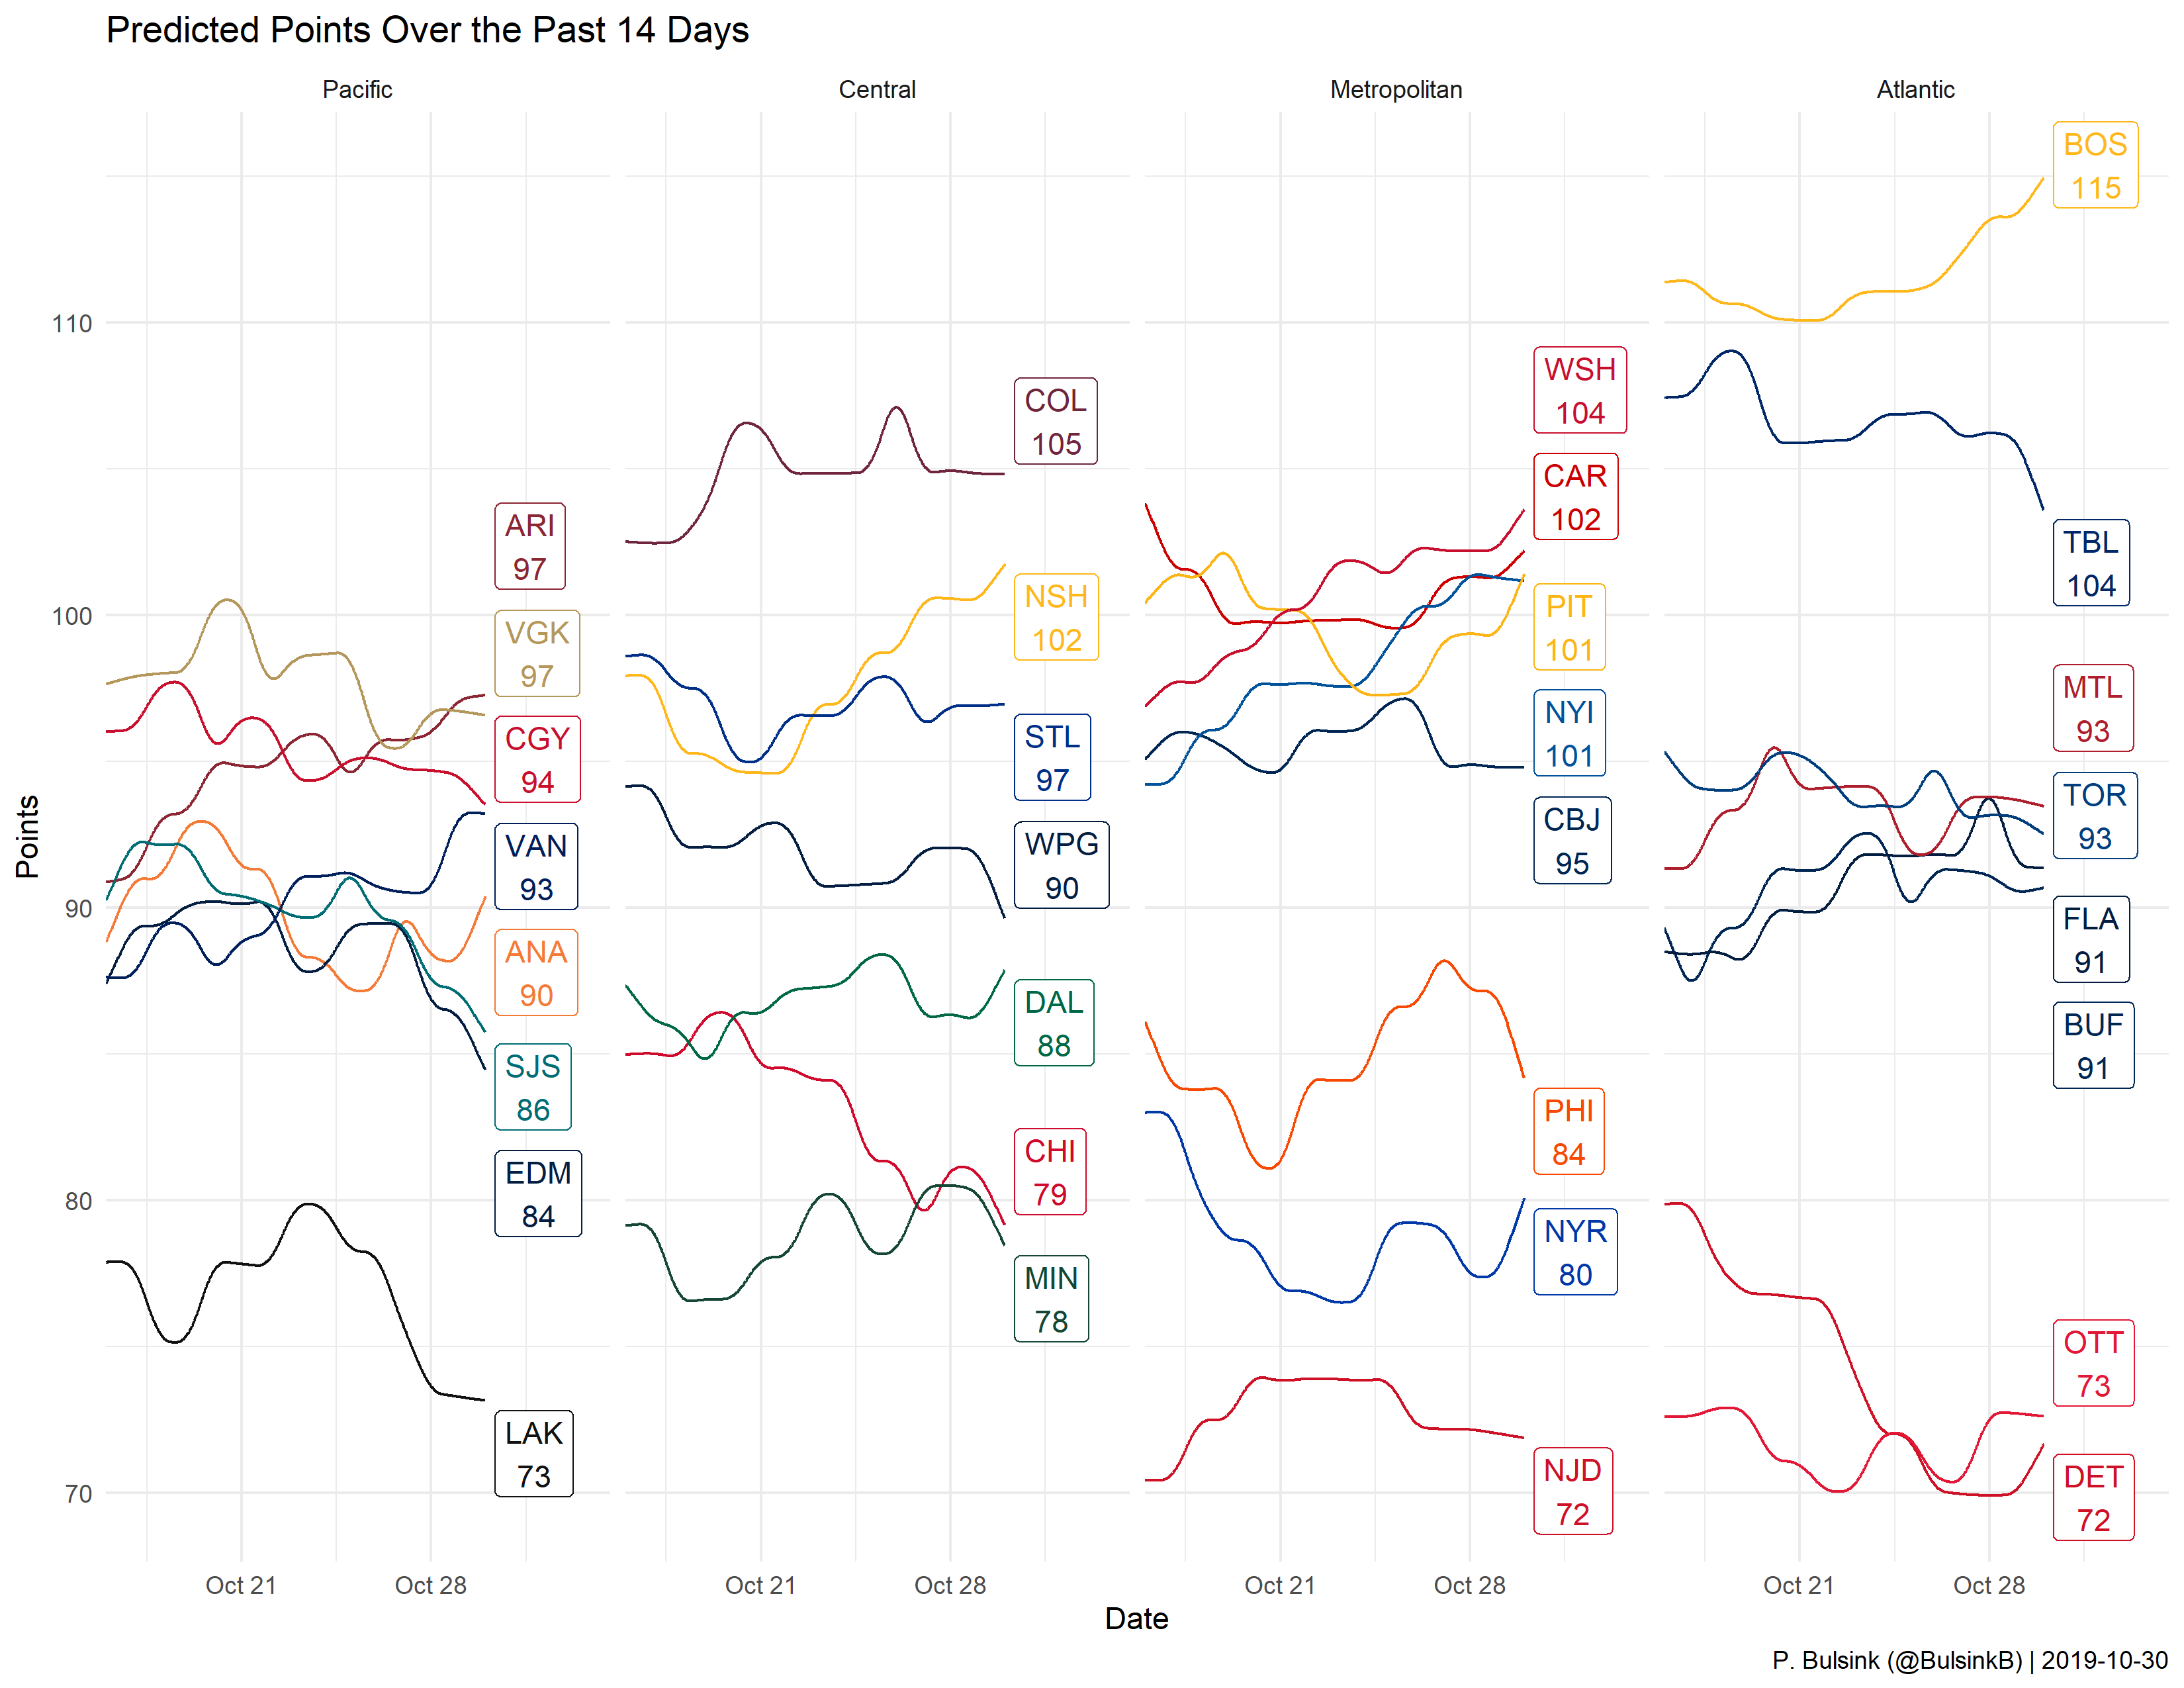 Predicted Points Over the Past 14 Days
Pacific
Central
Metropolitan
Atlantic
Points
110
100
90
80
70
ARI
97
VGK
97
CGY
94
VAN
93
ANA
90
SJS
86
EDM
84
LAK
73
COL
105
NSH
102
STL
97
WPG
90
DAL
88
CHI
79
MIN
78
WSH
104
CAR
102
PIT
101
NYI
101
CBJ
95
PHI
84
NYR
80
NJD
72
BOS
115
TBL
104
MTL
93
TOR
93
FLA
91
BUF
91
OTT
73
DET
72
Oct 21
Oct 28
Oct 21
Oct 28
Oct 21
Oct 28
Oct 21
Oct 28
Date
P. Bulsink (@BulsinkB) | 2019-10-30